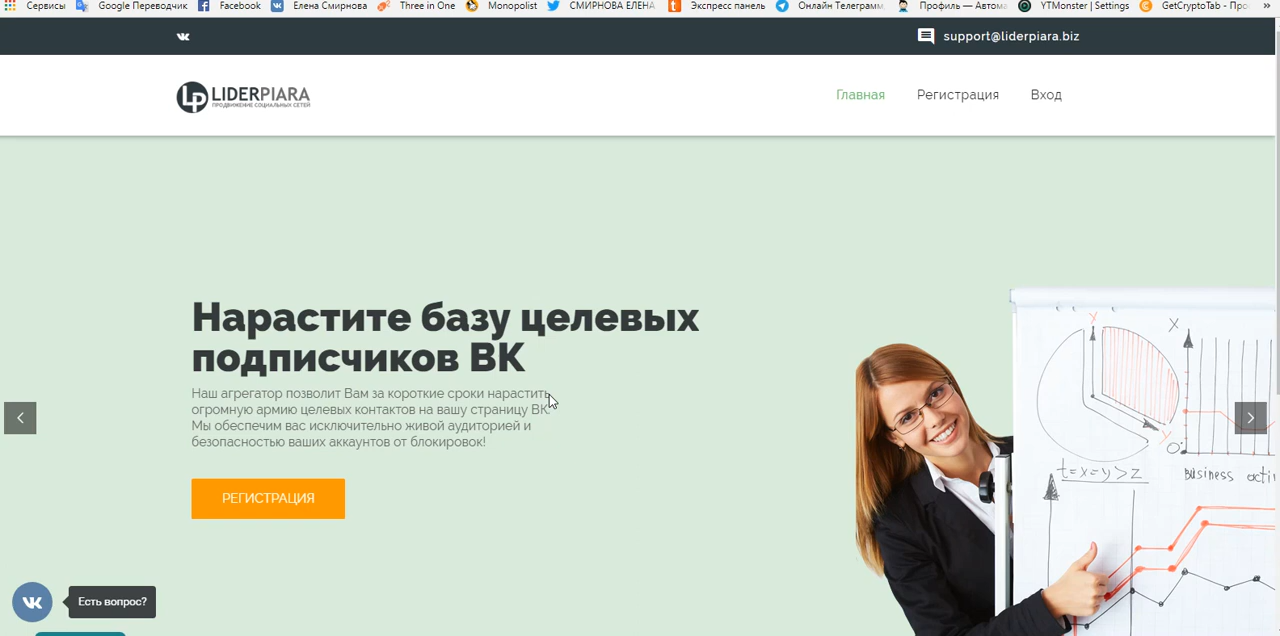 Сервисы Google Переводчик Facebook Елена Смирнова Three in One Monopolist СМИРНОВА ЕЛЕНА Экспресс панель Онлайн Телеграмм Профиль — Автома YTMonster | Settings GetCryptoTab - Про »
support@liderpiara.biz
LP LIDERPIARA
ПРОДВИЖЕНИЕ СОЦИАЛЬНЫХ СЕТЕЙ
Главная Регистрация Вход
Нарастите базу целевых
подписчиков ВК
Наш агрегатор позволит Вам за короткие сроки нарастить
огромную армию целевых контактов на вашу страницу ВК.
Мы обеспечим вас исключительно живой аудиторией и
безопасностью ваших аккаунтов от блокировок!
РЕГИСТРАЦИЯ
X X
Y
O
t=x=y>z
Business acti
Есть вопрос?